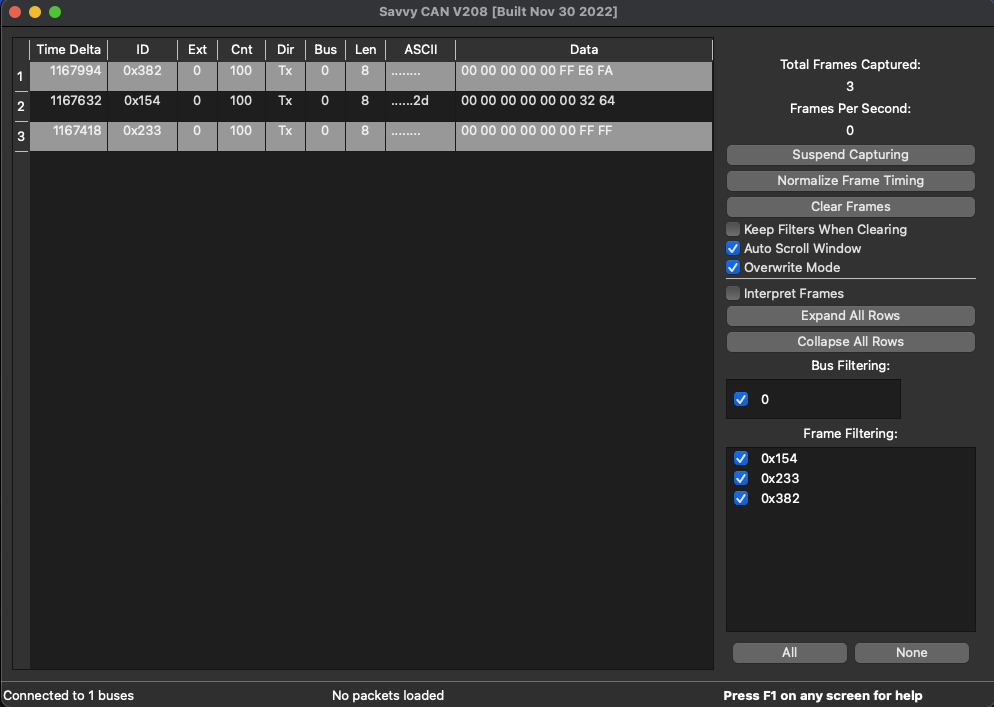 Savvy CAN V208 [Built Nov 30 2022]
Time Delta ID Ext Cnt Dir Bus Len ASCII Data
1 1167994 0x382 0 100 Tx 0 8 ........ 00 00 00 00 00 FF E6 FA
2 1167632 0x154 0 100 Tx 0 8 ......2d 00 00 00 00 00 00 32 64
3 1167418 0x233 0 100 Tx 0 8 ........ 00 00 00 00 00 00 FF FF
Total Frames Captured:
3
Frames Per Second:
0
Suspend Capturing
Normalize Frame Timing
Clear Frames
Keep Filters When Clearing
Auto Scroll Window
Overwrite Mode
Interpret Frames
Expand All Rows
Collapse All Rows
Bus Filtering:
0
Frame Filtering:
0x154
0x233
0x382
All None
Connected to 1 buses No packets loaded Press F1 on any screen for help